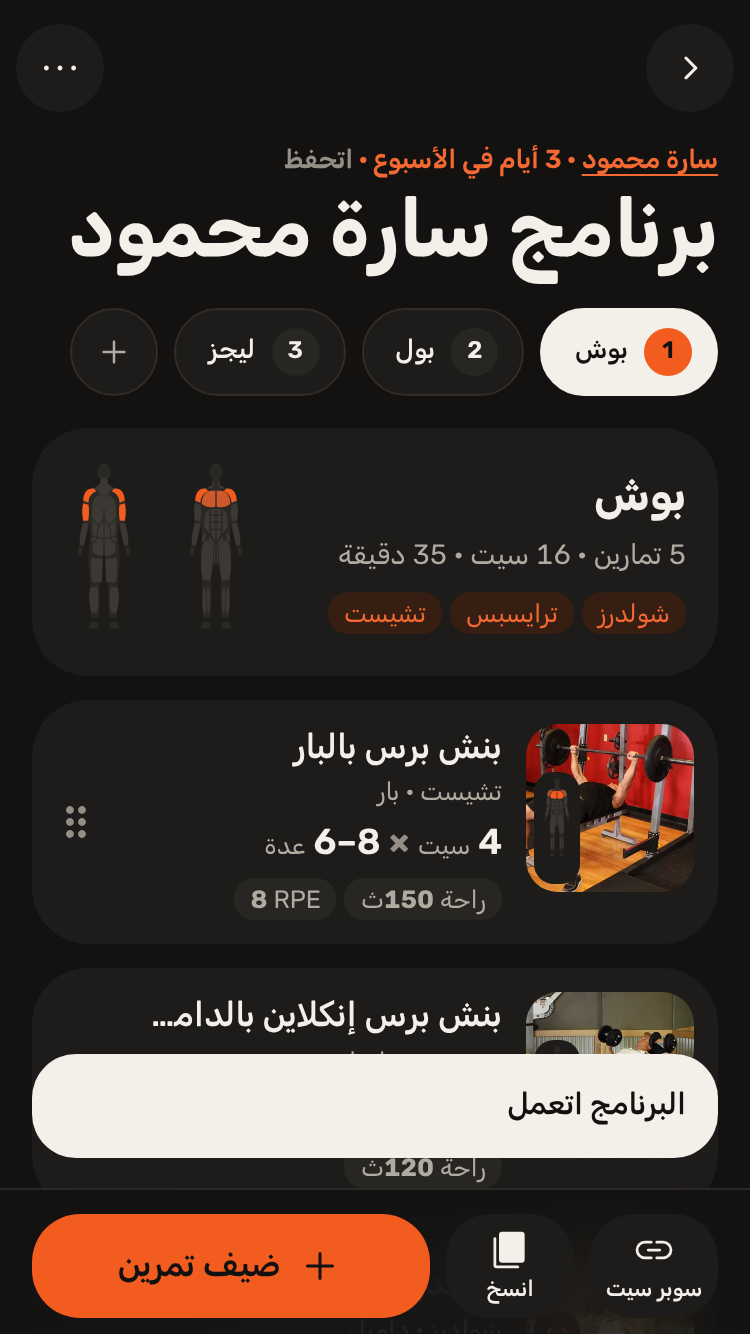 سارة محمود • 3 أيام في الأسبوع • اتحفظ
برنامج سارة محمود
1 بوش
2 بول
3 ليجز
بوش
5 تمارين • 16 سيت • 35 دقيقة
شولدرز ترايسبس تشيست
بنش برس بالبار
تشيست • بار
4 سيت × 6–8 عدة
راحة 150ث RPE 8
بنش برس إنكلاين بالدام...
البرنامج اتعمل
راحة 120ث
سوبر سيت
انسخ
ضيف تمرين